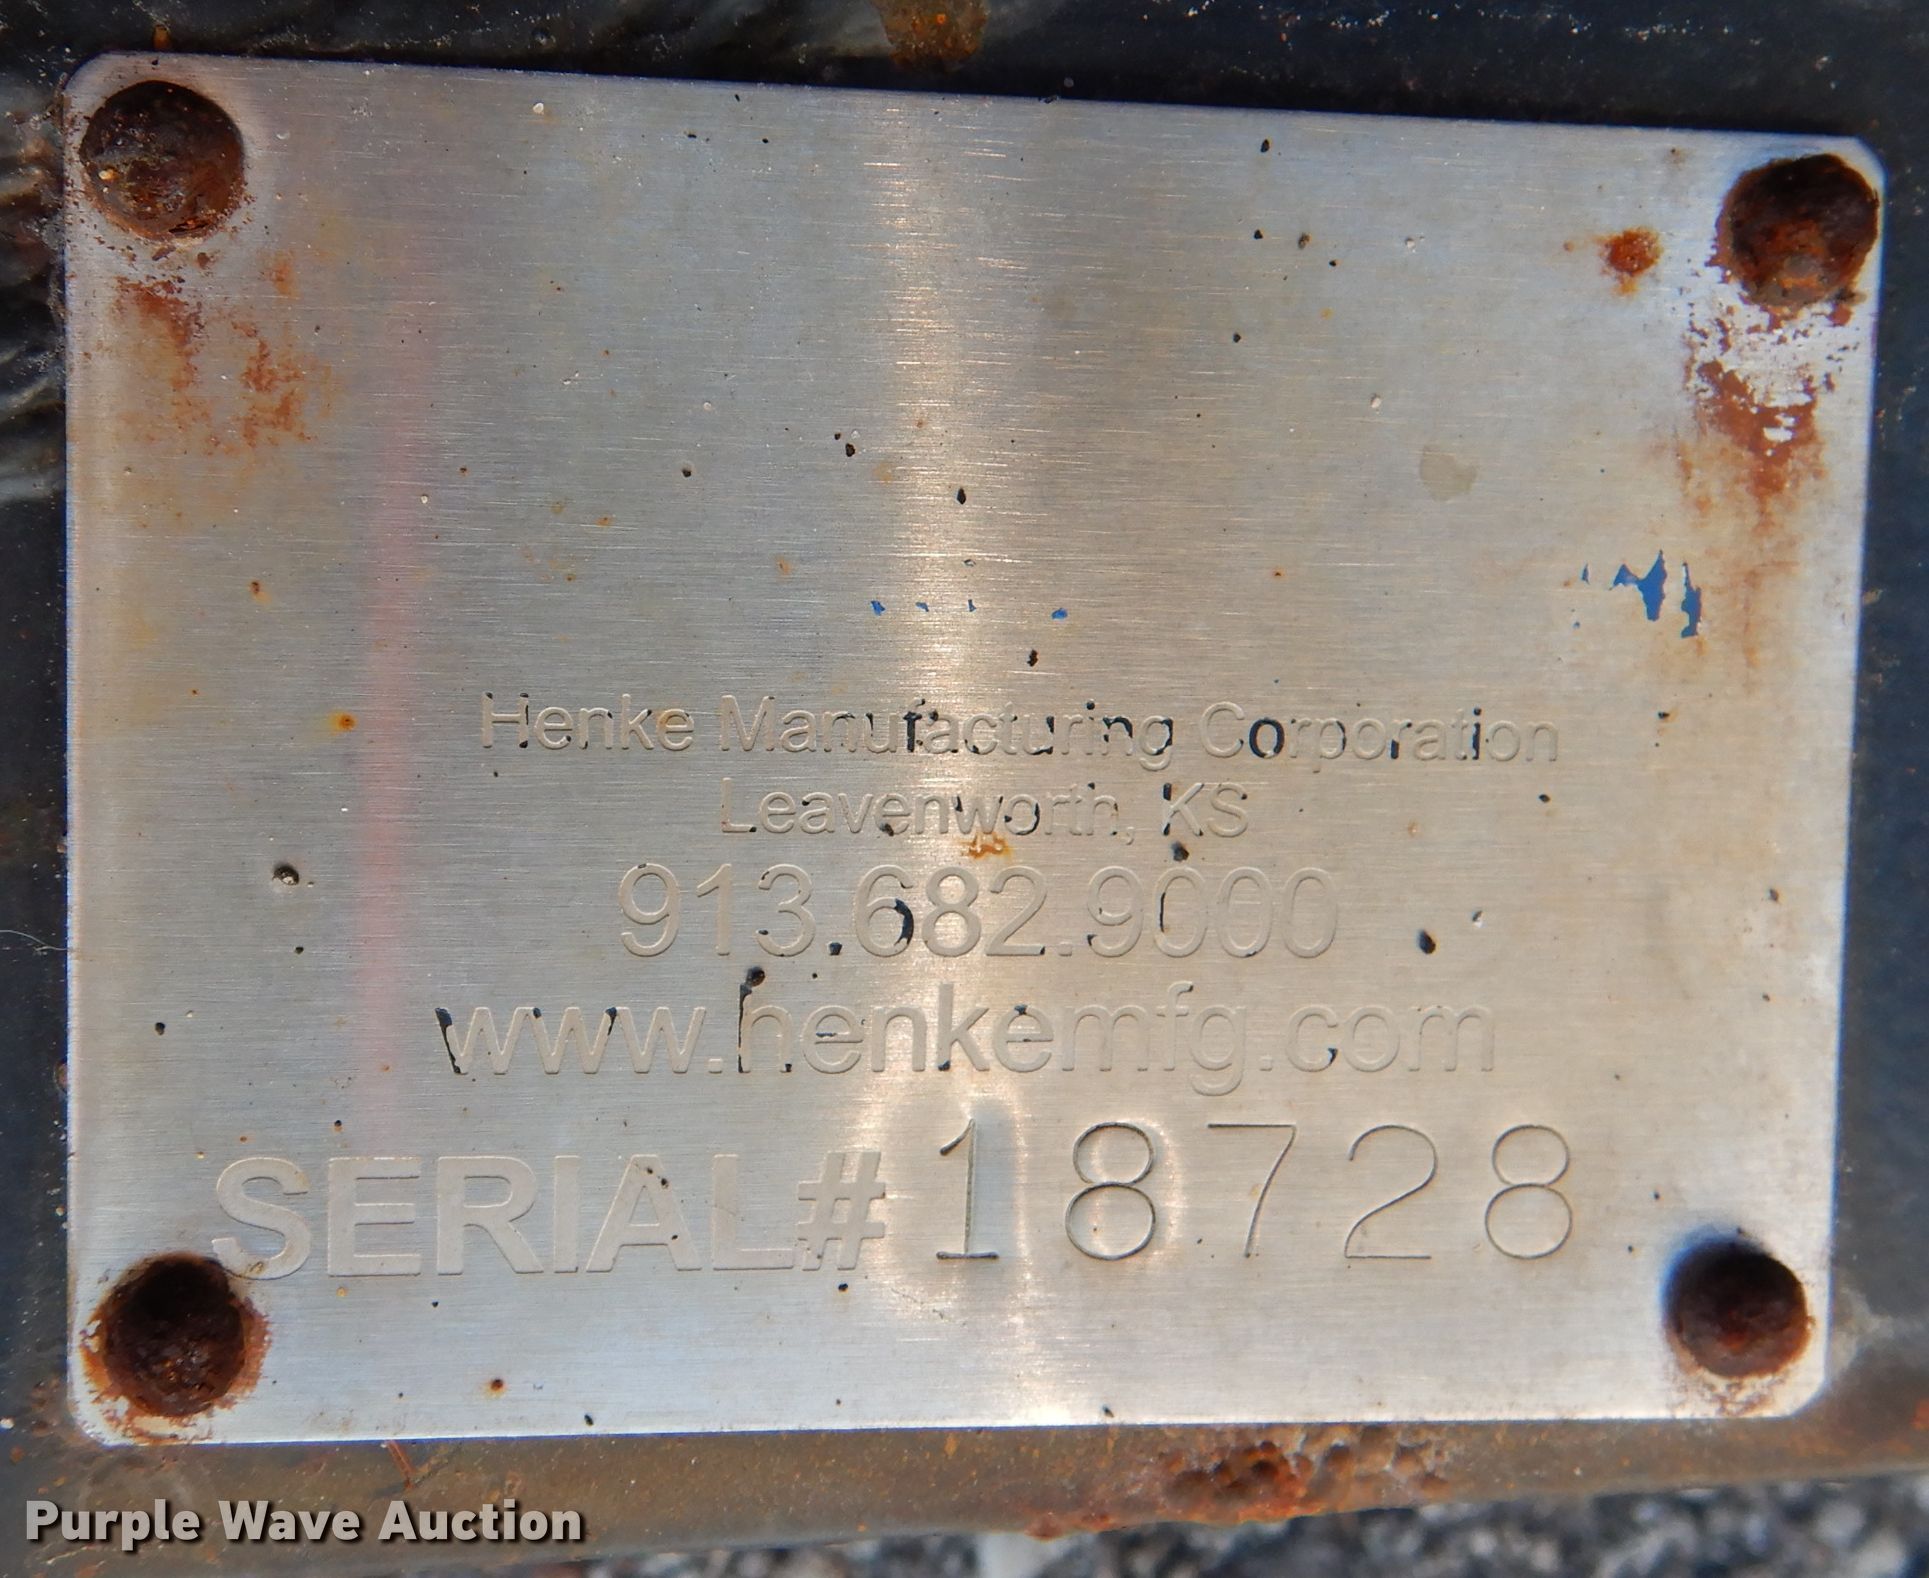 Henke Manufacturing Corporation
Leavenworth, KS
913.682.9000
www.henkemfg.com
SERIAL# 18728
Purple Wave Auction